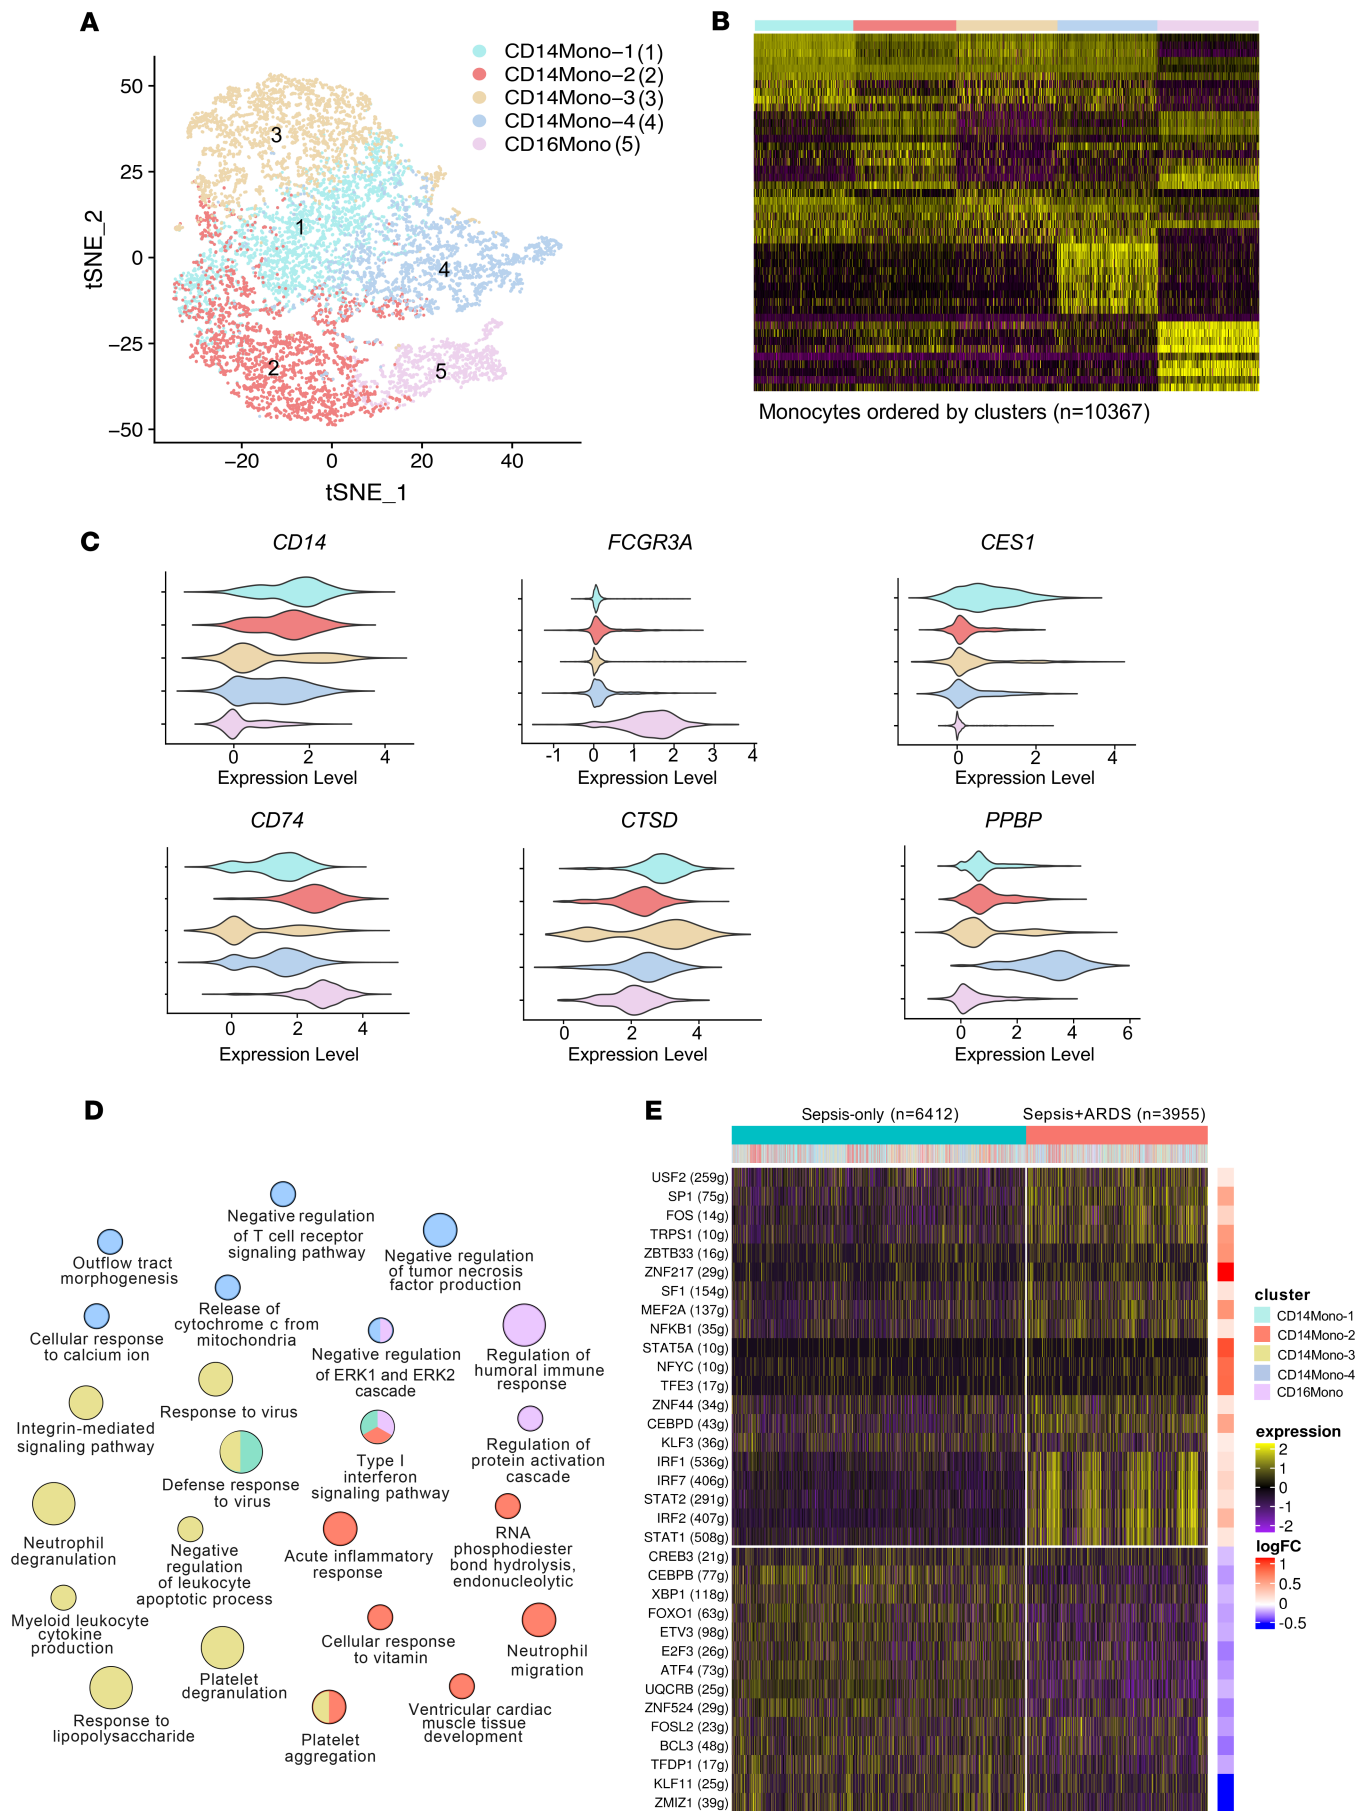 A
CD14Mono-1 (1)
CD14Mono-2 (2)
CD14Mono-3 (3)
CD14Mono-4 (4)
CD16Mono (5)
50
25
0
-25
-50
tSNE_2
3
1
4
2
5
-20
0
20
40
tSNE_1
B
Monocytes ordered by clusters (n=10367)
C
CD14
0
2
4
Expression Level
FCGR3A
-1
0
1
2
3
4
Expression Level
CES1
0
2
4
Expression Level
CD74
0
2
4
Expression Level
CTSD
0
2
4
Expression Level
PPBP
0
2
4
6
Expression Level
D
Negative regulation
of T cell receptor
signaling pathway
Outflow tract
morphogenesis
Negative regulation
of tumor necrosis
factor production
Release of
cytochrome c from
mitochondria
Cellular response
to calcium ion
Negative regulation
of ERK1 and ERK2
cascade
Regulation of
humoral immune
response
Response to virus
Integrin-mediated
signaling pathway
Type I
interferon
signaling pathway
Regulation of
protein activation
cascade
Defense response
to virus
Neutrophil
degranulation
Negative
regulation
of leukocyte
apoptotic process
Acute inflammatory
response
RNA
phosphodiester
bond hydrolysis,
endonucleolytic
Myeloid leukocyte
cytokine
production
Cellular response
to vitamin
Neutrophil
migration
Platelet
degranulation
Response to
lipopolysaccharide
Ventricular cardiac
muscle tissue
development
Platelet
aggregation
E
Sepsis-only (n=6412)
Sepsis+ARDS (n=3955)
USF2 (259g)
SP1 (75g)
FOS (14g)
TRPS1 (10g)
ZBTB33 (16g)
ZNF217 (29g)
SF1 (154g)
MEF2A (137g)
NFKB1 (35g)
STAT5A (10g)
NFYC (10g)
TFE3 (17g)
ZNF44 (34g)
CEBPD (43g)
KLF3 (36g)
IRF1 (536g)
IRF7 (406g)
STAT2 (291g)
IRF2 (407g)
STAT1 (508g)
CREB3 (21g)
CEBPB (77g)
XBP1 (118g)
FOXO1 (63g)
ETV3 (98g)
E2F3 (26g)
ATF4 (73g)
UQCRB (25g)
ZNF524 (29g)
FOSL2 (23g)
BCL3 (48g)
TFDP1 (17g)
KLF11 (25g)
ZMIZ1 (39g)
cluster
CD14Mono-1
CD14Mono-2
CD14Mono-3
CD14Mono-4
CD16Mono
expression
2
1
0
-1
-2
logFC
1
0.5
0
-0.5